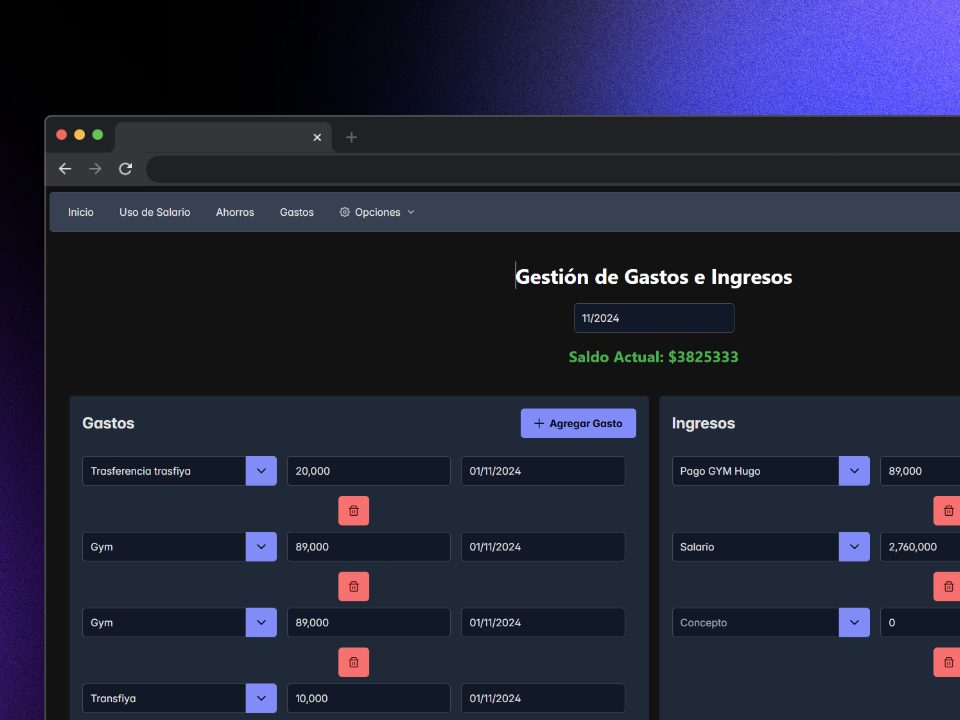 Inicio Uso de Salario Ahorros Gastos Opciones
Gestión de Gastos e Ingresos
11/2024
Saldo Actual: $3825333
Gastos
Agregar Gasto
Trasferencia trasfiya 20,000 01/11/2024
Gym 89,000 01/11/2024
Gym 89,000 01/11/2024
Transfiya 10,000 01/11/2024
Ingresos
Pago GYM Hugo 89,000
Salario 2,760,000
Concepto 0